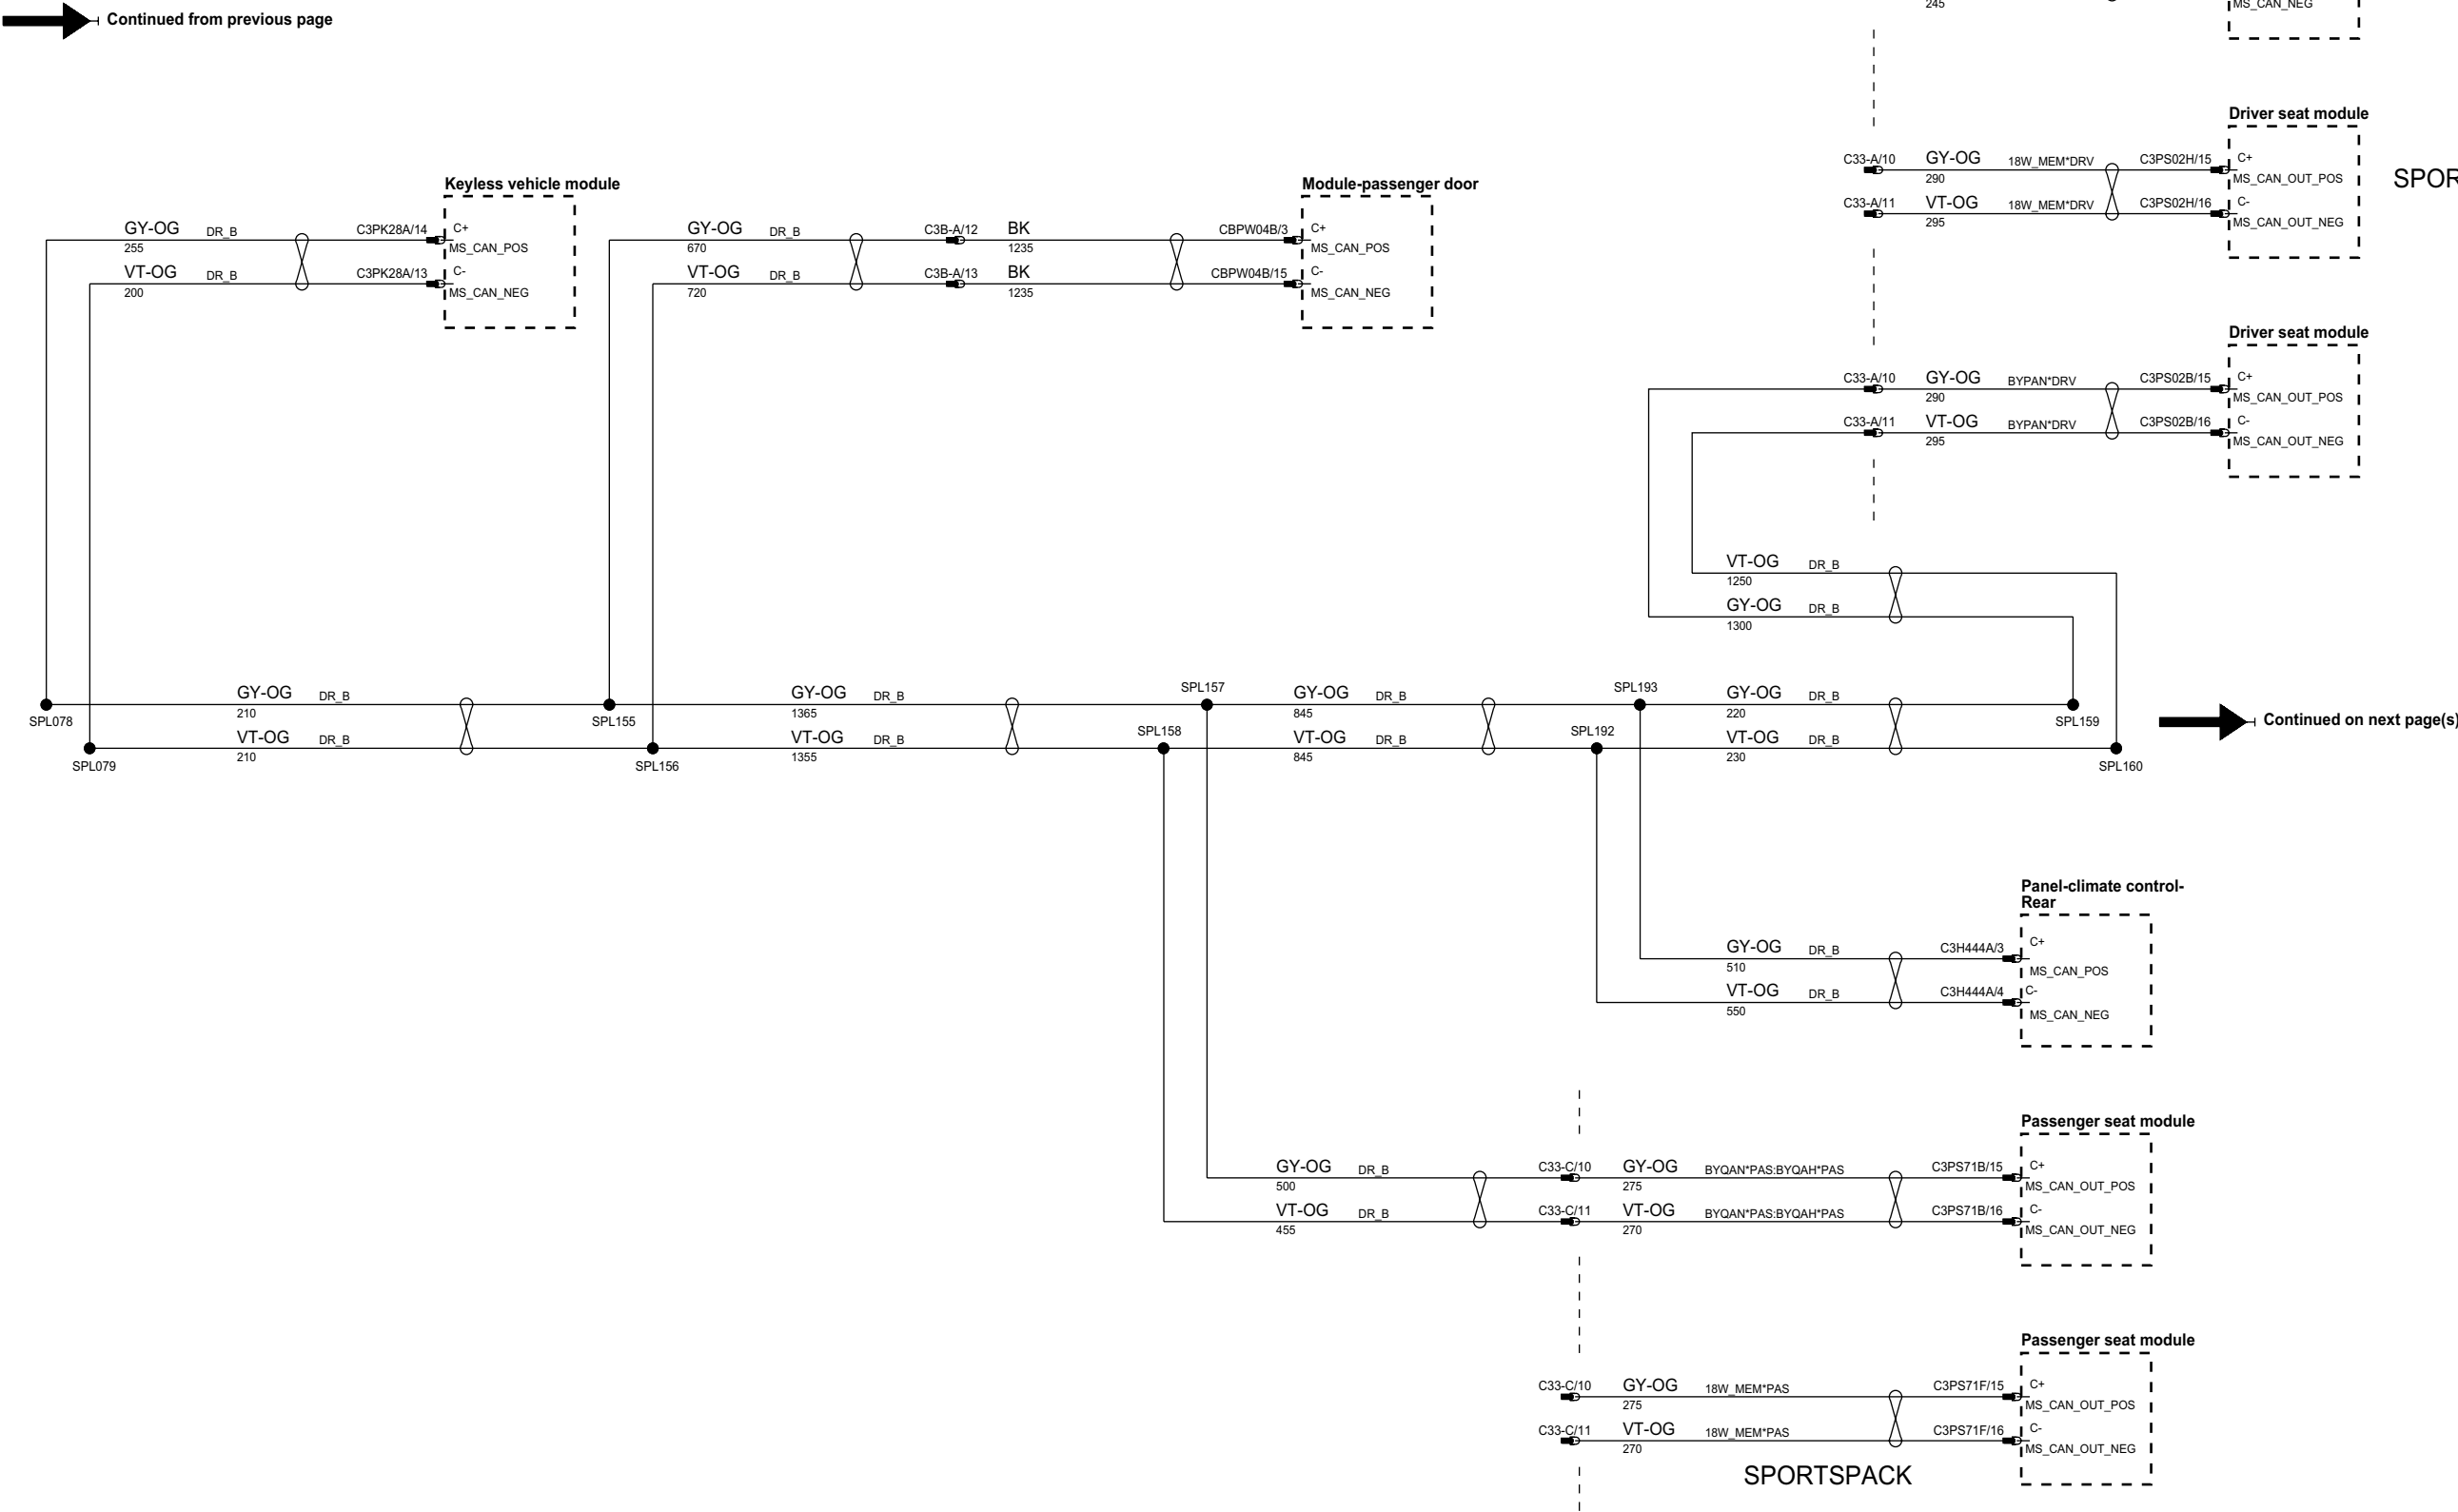 Continued from previous page
245
MS_CAN_NEG
Driver seat module
C33-A/10 GY-OG 18W_MEM*DRV C3PS02H/15 C+
290 MS_CAN_OUT_POS
SPOR
C33-A/11 VT-OG 18W_MEM*DRV C3PS02H/16 C-
295 MS_CAN_OUT_NEG
Keyless vehicle module
GY-OG DR_B C3PK28A/14 C+
255 MS_CAN_POS
VT-OG DR_B C3PK28A/13 C-
200 MS_CAN_NEG
Module-passenger door
GY-OG DR_B C3B-A/12 BK CBPW04B/3 C+
670 1235 MS_CAN_POS
VT-OG DR_B C3B-A/13 BK CBPW04B/15 C-
720 1235 MS_CAN_NEG
Driver seat module
C33-A/10 GY-OG BYPAN*DRV C3PS02B/15 C+
290 MS_CAN_OUT_POS
C33-A/11 VT-OG BYPAN*DRV C3PS02B/16 C-
295 MS_CAN_OUT_NEG
VT-OG DR_B
1250
GY-OG DR_B
1300
GY-OG DR_B GY-OG DR_B SPL157 GY-OG DR_B SPL193 GY-OG DR_B
SPL078 210 SPL155 1365 845 220 SPL159
Continued on next page(s)
VT-OG DR_B VT-OG DR_B SPL158 VT-OG DR_B SPL192 VT-OG DR_B
SPL079 210 SPL156 1355 845 230 SPL160
Panel-climate control-
Rear
GY-OG DR_B C3H444A/3 C+
510 MS_CAN_POS
VT-OG DR_B C3H444A/4 C-
550 MS_CAN_NEG
Passenger seat module
GY-OG DR_B C33-C/10 GY-OG BYQAN*PAS:BYQAH*PAS C3PS71B/15 C+
500 275 MS_CAN_OUT_POS
VT-OG DR_B C33-C/11 VT-OG BYQAN*PAS:BYQAH*PAS C3PS71B/16 C-
455 270 MS_CAN_OUT_NEG
Passenger seat module
C33-C/10 GY-OG 18W_MEM*PAS C3PS71F/15 C+
275 MS_CAN_OUT_POS
C33-C/11 VT-OG 18W_MEM*PAS C3PS71F/16 C-
270 MS_CAN_OUT_NEG
SPORTSPACK